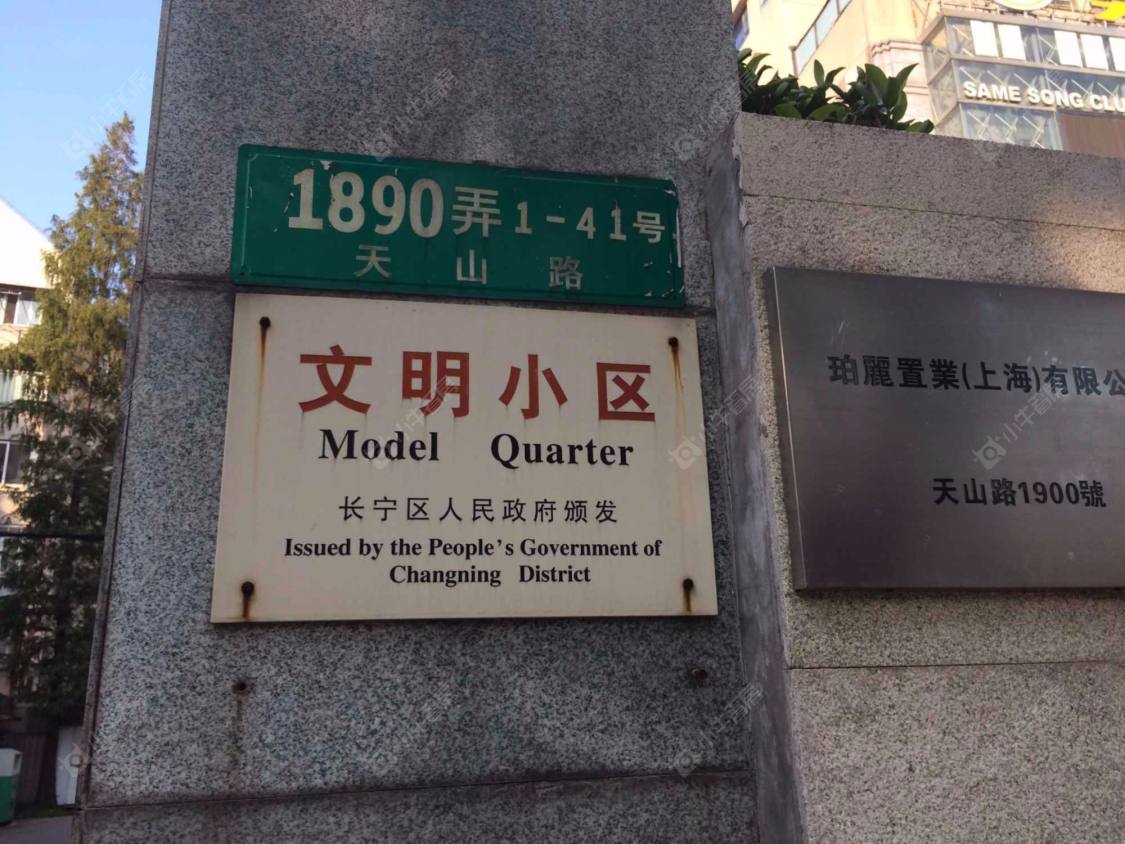 1890弄1-41号
天山路
文明小区
Model Quarter
长宁区人民政府颁发
Issued by the People's Government of
Changning District
珀麗置業(上海)有限公
天山路1900號
SAME SONG CLU